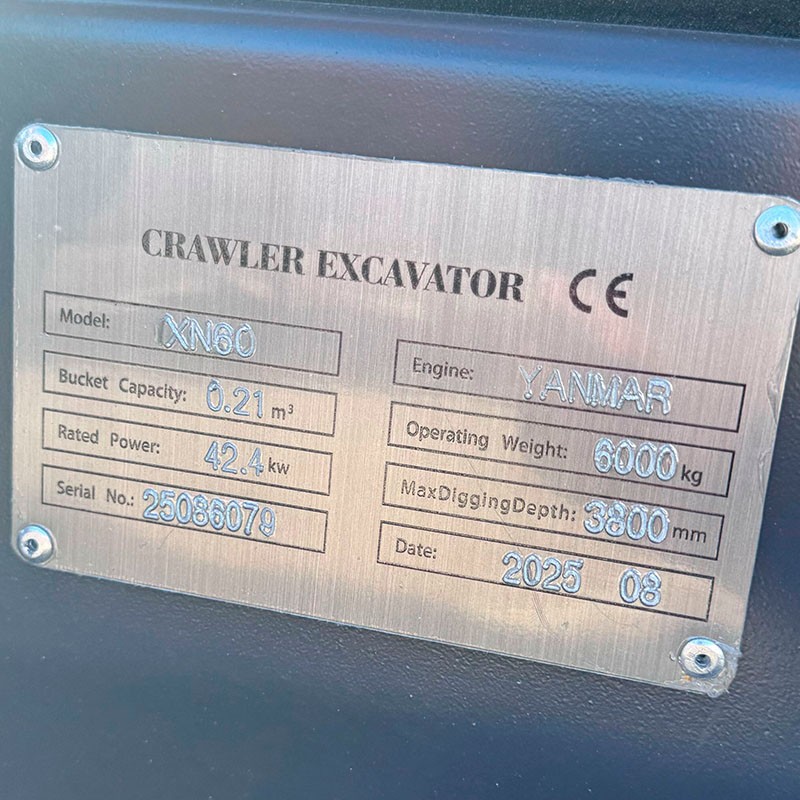 CRAWLER EXCAVATOR CE
Model: XN60
Bucket Capacity: 0.21 m³
Rated Power: 42.4 kw
Serial No.: 25086079
Engine: YANMAR
Operating Weight: 6000 kg
MaxDiggingDepth: 3800 mm
Date: 2025 08